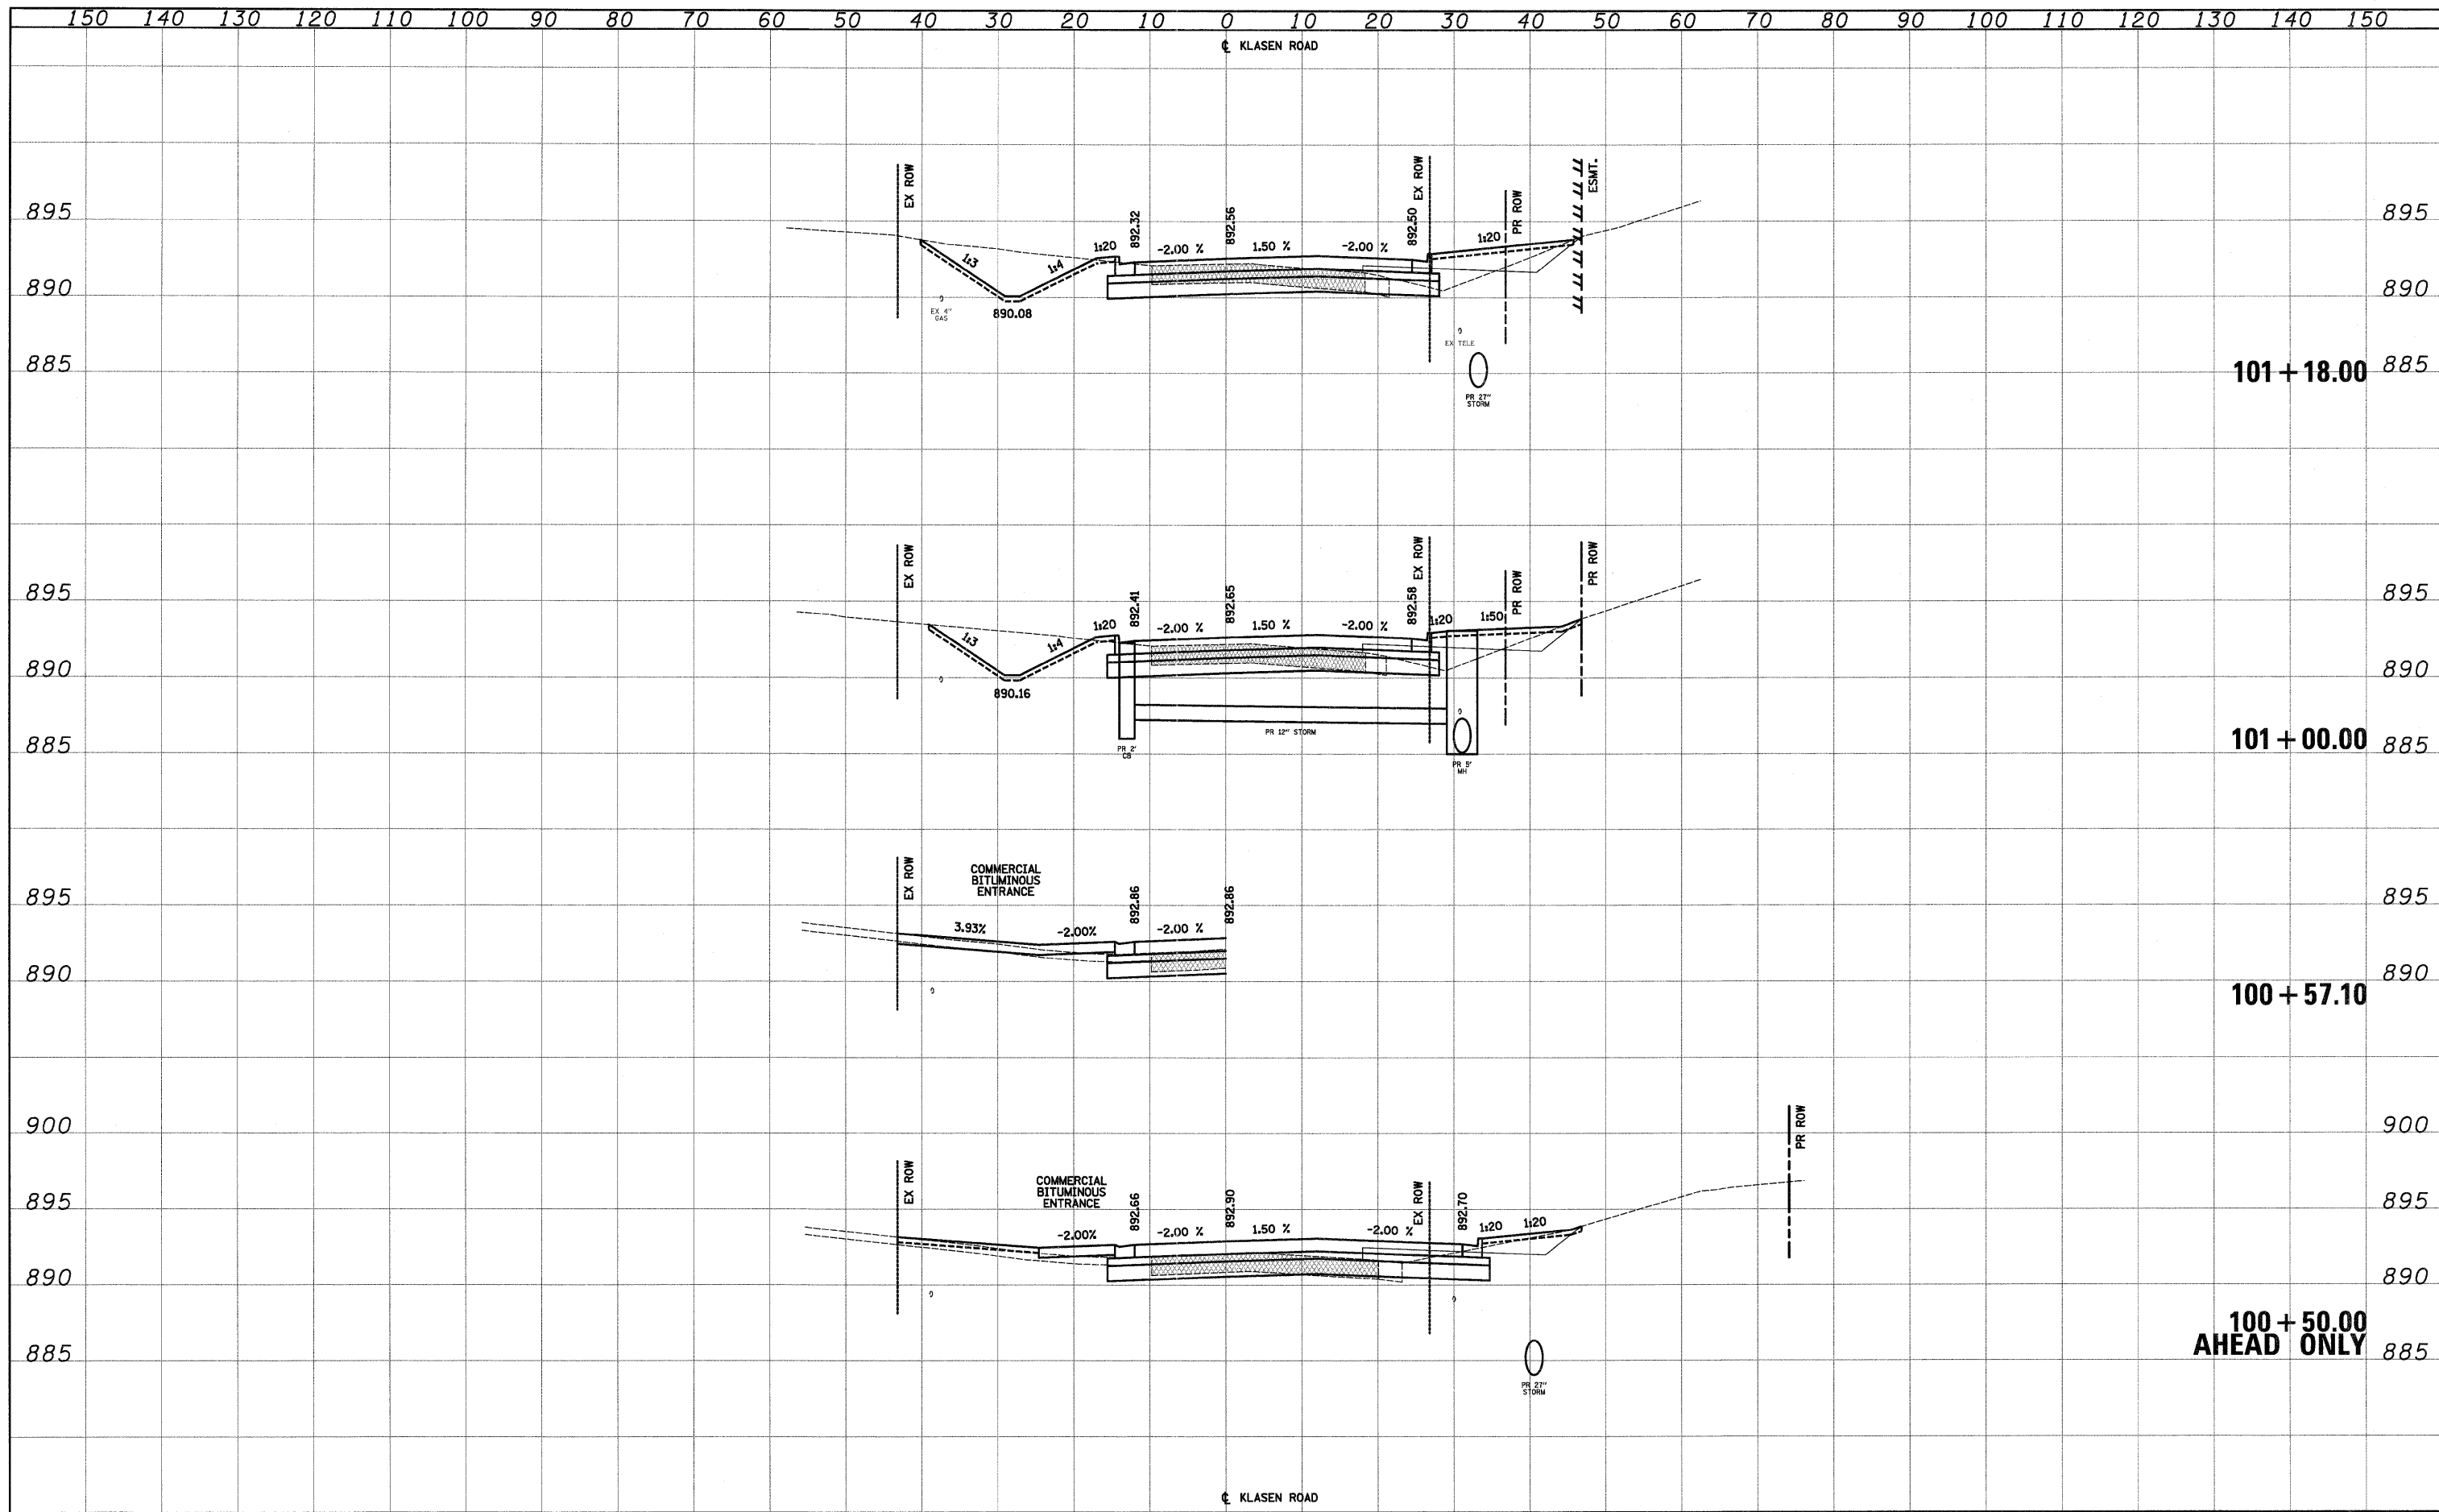 150 140 130 120 110 100 90 80 70 60 50 40 30 20 10 0 10 20 30 40 50 60 70 80 90 100 110 120 130 140 150
℄ KLASEN ROAD
EX ROW
892.32
892.56
892.50
EX ROW
PR ROW
ESMT.
895
1:3
1:4
1:20
-2.00 %
1.50 %
-2.00 %
1:20
895
890
EX 4" GAS
890.08
890
EX TELE
885
PR 27"
STORM
101+18.00
885
EX ROW
892.41
892.65
892.58
EX ROW
PR ROW
PR ROW
895
1:3
1:4
1:20
-2.00 %
1.50 %
-2.00 %
1:20
1:50
895
890
890.16
890
885
PR 2'
CB
PR 12" STORM
PR 5'
MH
101+00.00
885
EX ROW
COMMERCIAL
BITUMINOUS
ENTRANCE
892.86
892.86
895
3.93%
-2.00%
-2.00 %
895
890
890
100+57.10
900
PR ROW
900
EX ROW
COMMERCIAL
BITUMINOUS
ENTRANCE
892.66
892.90
EX ROW
892.70
895
-2.00%
-2.00 %
1.50 %
-2.00 %
1:20
1:20
895
890
890
100+50.00
AHEAD ONLY
885
PR 27"
STORM
885
℄ KLASEN ROAD